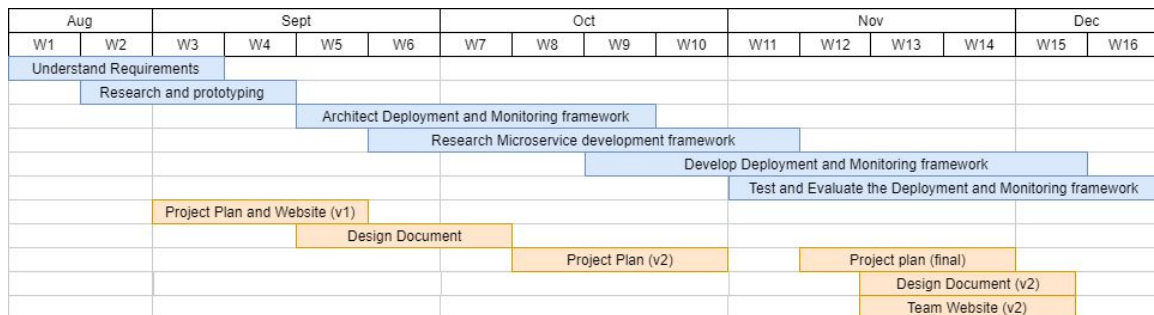 Aug Sept Oct Nov Dec
W1 W2 W3 W4 W5 W6 W7 W8 W9 W10 W11 W12 W13 W14 W15 W16
Understand Requirements
Research and prototyping
Architect Deployment and Monitoring framework
Research Microservice development framework
Develop Deployment and Monitoring framework
Test and Evaluate the Deployment and Monitoring framework
Project Plan and Website (v1)
Design Document
Project Plan (v2) Project plan (final)
Design Document (v2)
Team Website (v2)